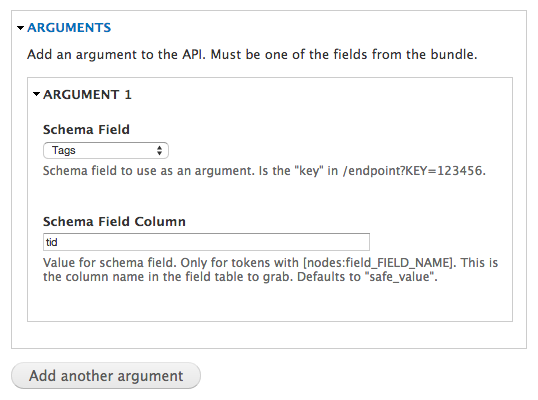 ARGUMENTS
Add an argument to the API. Must be one of the fields from the bundle.
ARGUMENT 1
Schema Field
Tags
Schema field to use as an argument. Is the "key" in /endpoint?KEY=123456.
Schema Field Column
tid
Value for schema field. Only for tokens with [nodes:field_FIELD_NAME]. This is
the column name in the field table to grab. Defaults to "safe_value".
Add another argument